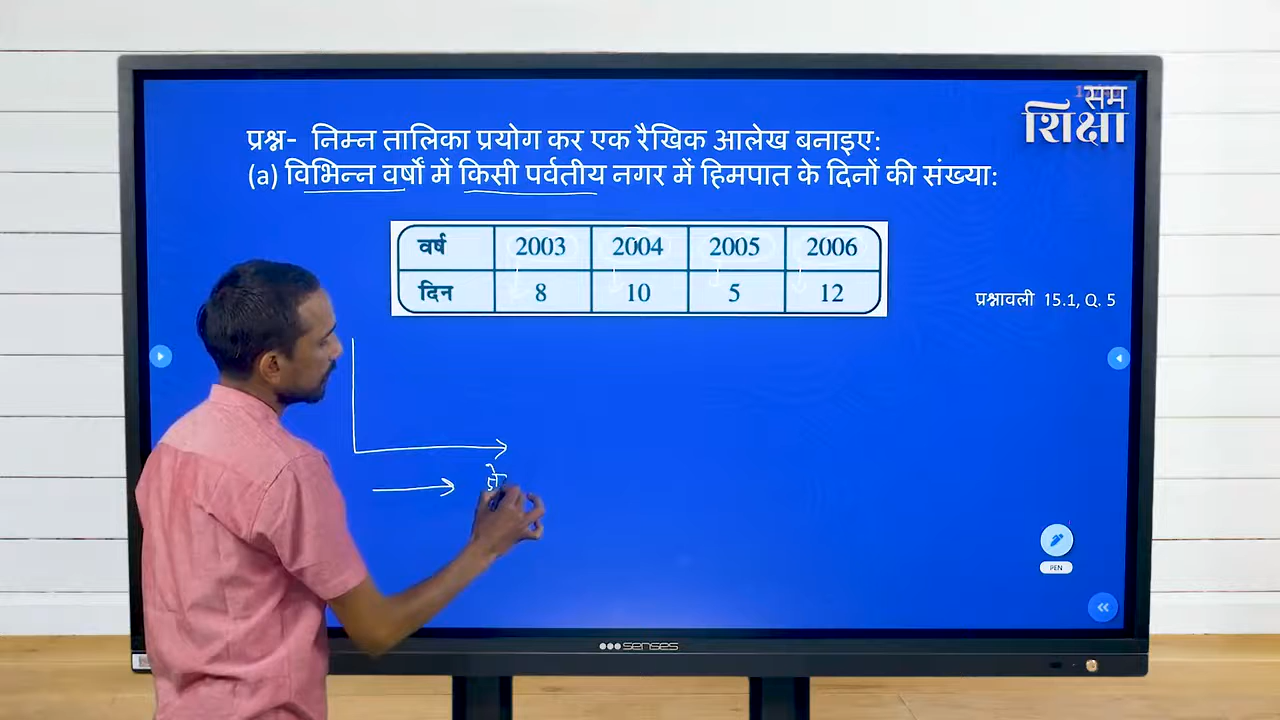 सम
शिक्षा
प्रश्न- निम्न तालिका प्रयोग कर एक रैखिक आलेख बनाइए:
(a) विभिन्न वर्षों में किसी पर्वतीय नगर में हिमपात के दिनों की संख्या:
वर्ष 2003 2004 2005 2006
दिन 8 10 5 12
प्रश्नावली 15.1, Q. 5
PEN
senses